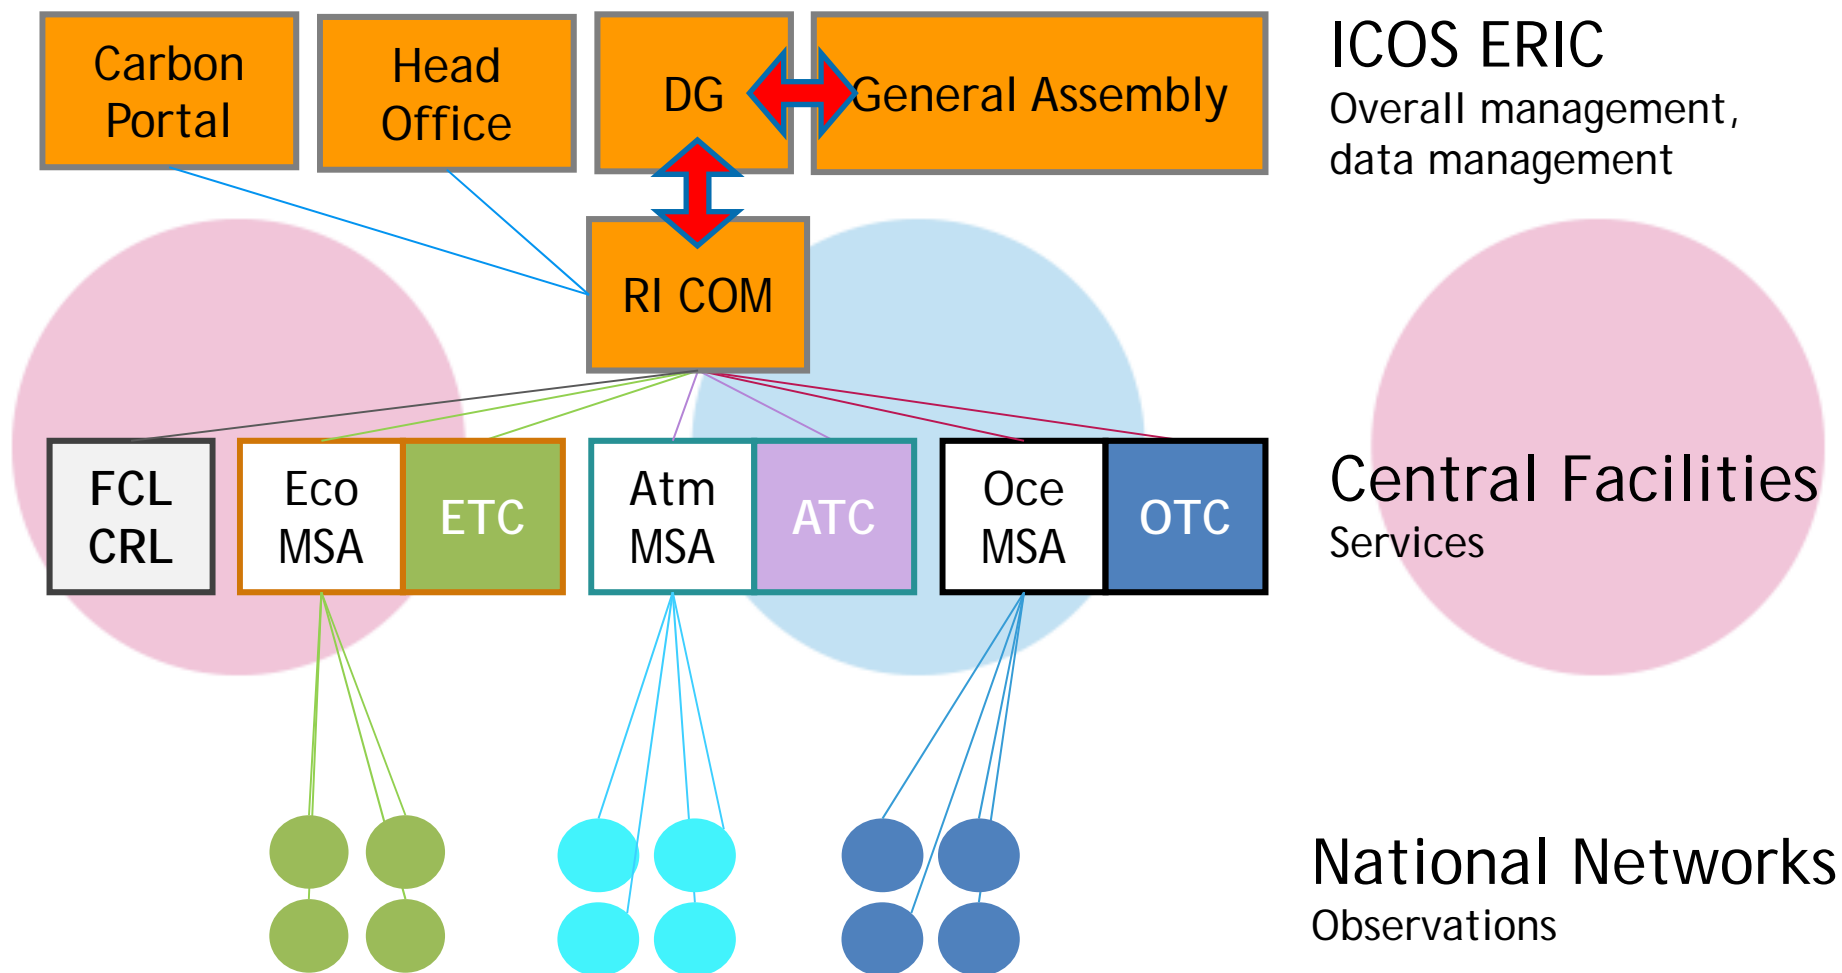 Carbon
Portal
Head
Office
DG
General Assembly
ICOS ERIC
Overall management,
data management
RI COM
FCL
CRL
Eco
MSA
ETC
Atm
MSA
ATC
Oce
MSA
OTC
Central Facilities
Services
National Networks
Observations